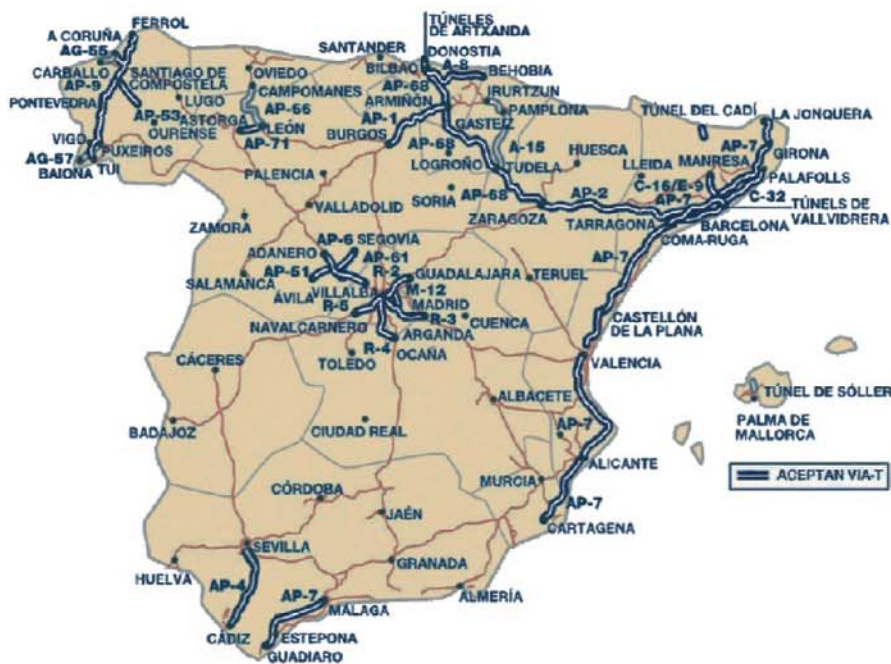 TÚNELES
DE ARTXANDA
FERROL
A CORUÑA
AG-55
CARBALLO
AP-9
SANTIAGO DE
COMPOSTELA
PONTEVEDRA
LUGO
AP-53
OURENSE
VIGO
PUXEIROS
AG-57
BAIONA
TUI
OVIEDO
CAMPOMANES
AP-66
ASTORGA
LEÓN
AP-71
SANTANDER
BILBAO
DONOSTIA
A-8
BEHOBIA
AP-68
IRURTZUN
ARMIÑÓN
PAMPLONA
GASTEIZ
AP-1
BURGOS
AP-68
A-15
LOGROÑO
TUDELA
HUESCA
TÚNEL DEL CADÍ
LA JONQUERA
AP-7
GIRONA
LLEIDA
MANRESA
PALAFOLLS
C-16/E-9
C-32
AP-7
TÚNELS DE
VALLVIDRERA
PALENCIA
SORIA
AP-68
AP-2
ZARAGOZA
TARRAGONA
BARCELONA
COMA-RUGA
VALLADOLID
ZAMORA
AP-6
SEGOVIA
ADANERO
AP-61
AP-51
R-2
GUADALAJARA
TERUEL
AP-7
SALAMANCA
ÁVILA
VILLALBA
M-12
MADRID
R-5
R-3
CUENCA
NAVALCARNERO
ARGANDA
R-4
OCAÑA
TOLEDO
CASTELLÓN
DE LA PLANA
VALENCIA
CÁCERES
ALBACETE
TÚNEL DE SÓLLER
PALMA DE
MALLORCA
BADAJOZ
CIUDAD REAL
AP-7
ALICANTE
ACEPTAN VIA-T
MURCIA
CÓRDOBA
JAÉN
AP-7
CARTAGENA
SEVILLA
HUELVA
GRANADA
AP-4
AP-7
MÁLAGA
ALMERÍA
CÁDIZ
ESTEPONA
GUADIARO